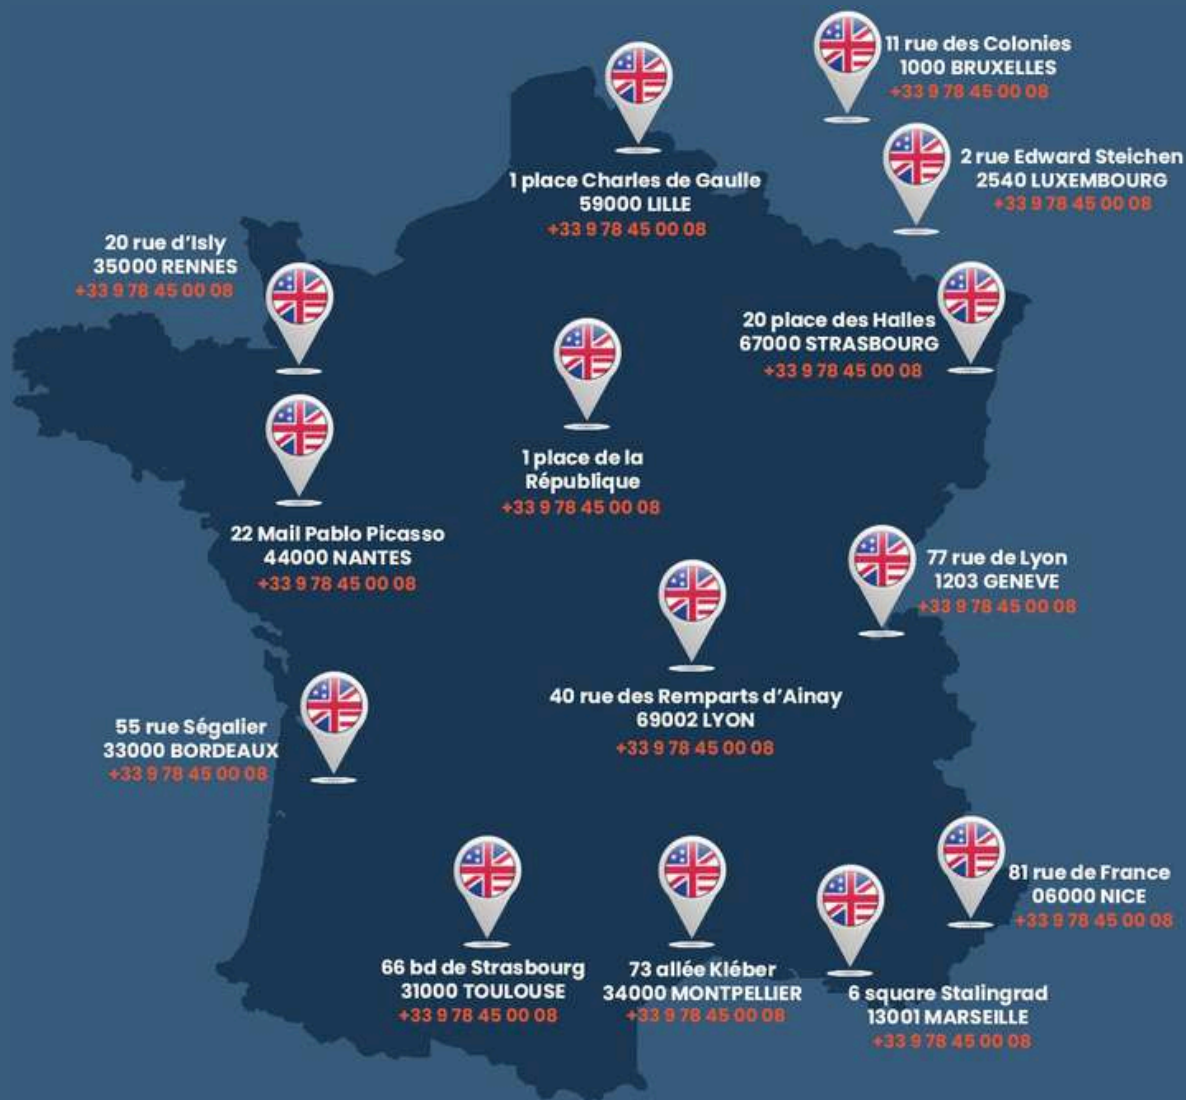 11 rue des Colonies
1000 BRUXELLES
+33 9 78 45 00 08
2 rue Edward Steichen
2540 LUXEMBOURG
+33 9 78 45 00 08
1 place Charles de Gaulle
59000 LILLE
+33 9 78 45 00 08
20 rue d'Isly
35000 RENNES
+33 9 78 45 00 08
20 place des Halles
67000 STRASBOURG
+33 9 78 45 00 08
1 place de la
République
+33 9 78 45 00 08
22 Mail Pablo Picasso
44000 NANTES
+33 9 78 45 00 08
77 rue de Lyon
1203 GENEVE
+33 9 78 45 00 08
40 rue des Remparts d'Ainay
69002 LYON
+33 9 78 45 00 08
55 rue Ségalier
33000 BORDEAUX
+33 9 78 45 00 08
81 rue de France
06000 NICE
+33 9 78 45 00 08
66 bd de Strasbourg
31000 TOULOUSE
+33 9 78 45 00 08
73 allée Kléber
34000 MONTPELLIER
+33 9 78 45 00 08
6 square Stalingrad
13001 MARSEILLE
+33 9 78 45 00 08